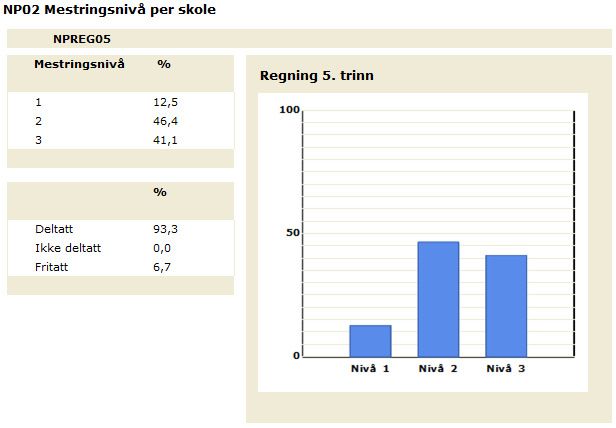 NP02 Mestringsnivå per skole
NPREG05
Mestringsnivå %
1 12,5
2 46,4
3 41,1
%
Deltatt 93,3
Ikke deltatt 0,0
Fritatt 6,7
Regning 5. trinn
100
50
0
Nivå 1 Nivå 2 Nivå 3